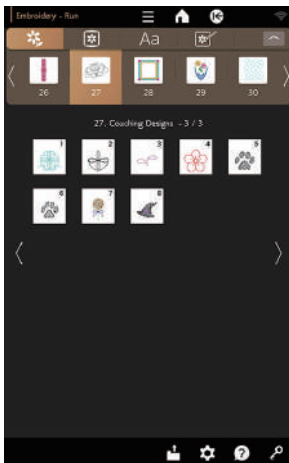 Embroidery - Run
Aa
26 27 28 29 30
27. Couching Designs - 3 / 3
1 2 3 4 5
6 7 8